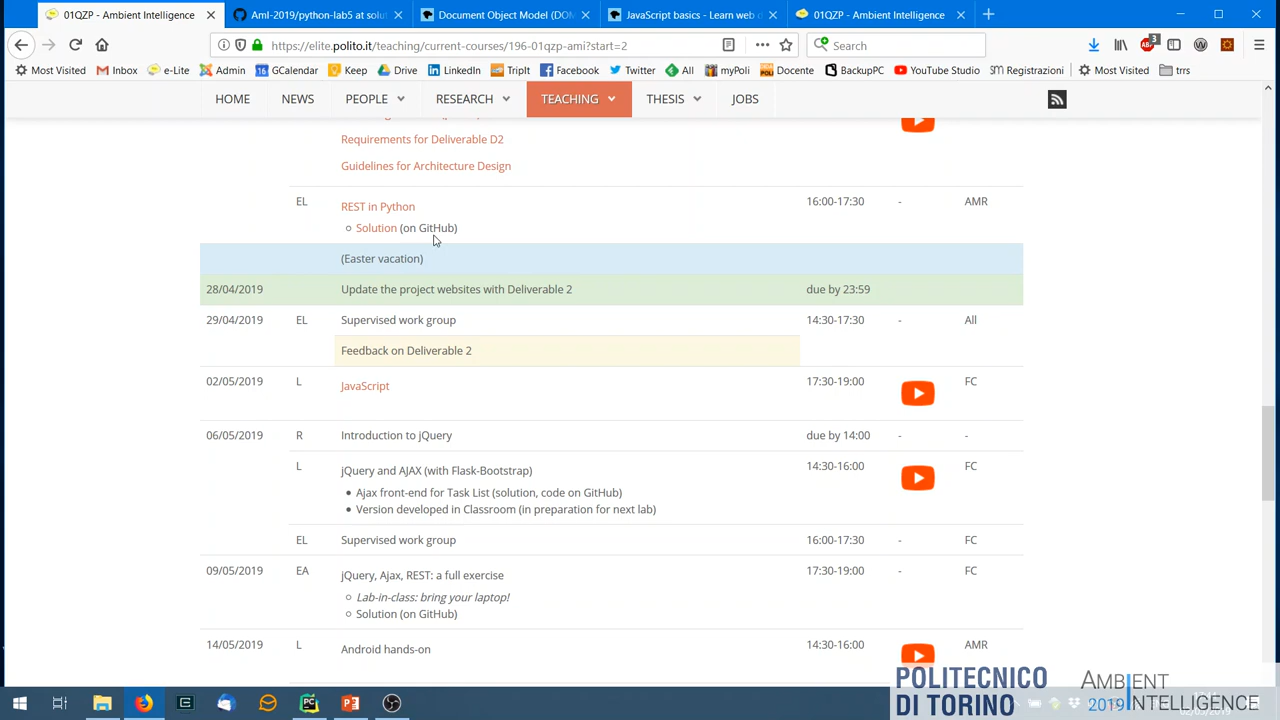 01QZP - Ambient Intelligence
AmI-2019/python-lab5 at solu
Document Object Model (DOM
JavaScript basics - Learn web d
01QZP - Ambient Intelligence
https://elite.polito.it/teaching/current-courses/196-01qzp-ami?start=2
Search
3
Most Visited Inbox e-Lite Admin 16 GCalendar Keep Drive LinkedIn TripIt Facebook Twitter All myPoli Docente BackupPC YouTube Studio Registrazioni Most Visited trrs
HOME NEWS PEOPLE RESEARCH TEACHING THESIS JOBS
Requirements for Deliverable D2
Guidelines for Architecture Design
EL REST in Python 16:00-17:30 - AMR
Solution (on GitHub)
(Easter vacation)
28/04/2019 Update the project websites with Deliverable 2 due by 23:59
29/04/2019 EL Supervised work group 14:30-17:30 - All
Feedback on Deliverable 2
02/05/2019 L JavaScript 17:30-19:00 FC
06/05/2019 R Introduction to jQuery due by 14:00 - -
L jQuery and AJAX (with Flask-Bootstrap) 14:30-16:00 FC
Ajax front-end for Task List (solution, code on GitHub)
Version developed in Classroom (in preparation for next lab)
EL Supervised work group 16:00-17:30 - FC
09/05/2019 EA jQuery, Ajax, REST: a full exercise 17:30-19:00 - FC
Lab-in-class: bring your laptop!
Solution (on GitHub)
14/05/2019 L Android hands-on 14:30-16:00 AMR
POLITECNICO
DI TORINO
AMBIENT
2019 INTELLIGENCE